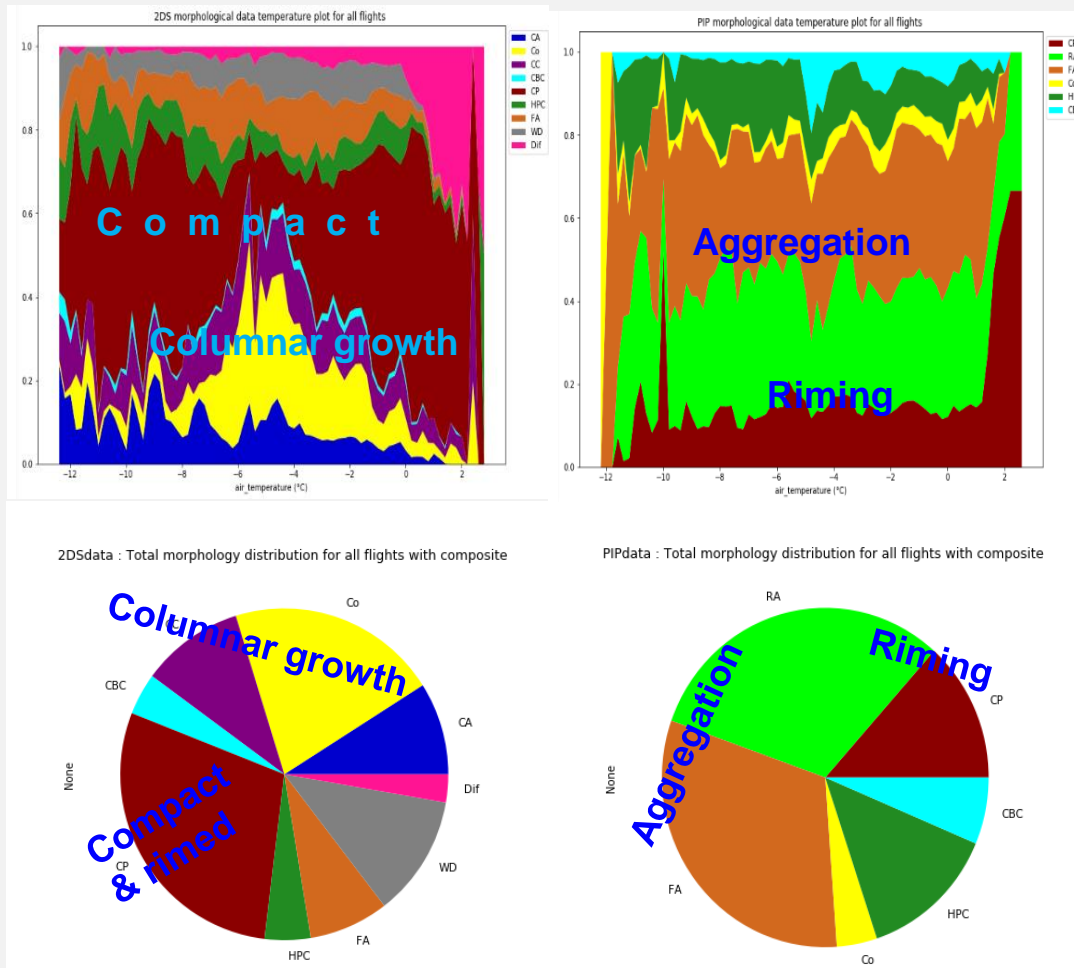 2DS morphological data temperature plot for all flights
1.0
0.8
0.6
0.4
0.2
0.0
−12
−10
−8
−6
−4
−2
0
2
air_temperature (°C)
CA
Co
CC
CBC
CP
HPC
FA
WD
Dif
Compact
Columnar growth
PIP morphological data temperature plot for all flights
1.0
0.8
0.6
0.4
0.2
0.0
−12
−10
−8
−6
−4
−2
0
2
air_temperature (°C)
FA
Aggregation
Riming
2DSdata : Total morphology distribution for all flights with composite
Co
CC
CBC
CA
None
Dif
CP
WD
FA
HPC
Columnar growth
Compact
& rimed
PIPdata : Total morphology distribution for all flights with composite
RA
CP
None
CBC
FA
HPC
Co
Riming
Aggregation